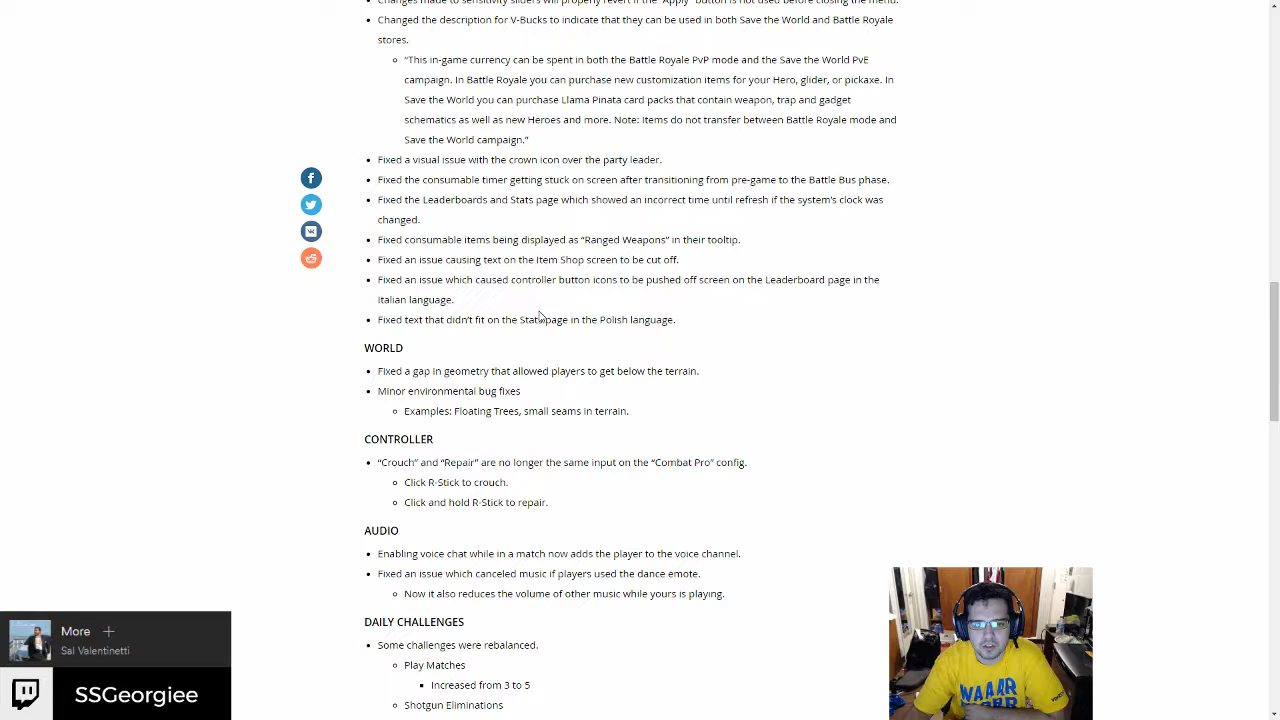 Changes made to sensitivity sliders will properly revert if the "Apply" button is not used before closing the menu.
Changed the description for V-Bucks to indicate that they can be used in both Save the World and Battle Royale
stores.
"This in-game currency can be spent in both the Battle Royale PvP mode and the Save the World PvE
campaign. In Battle Royale you can purchase new customization items for your Hero, glider, or pickaxe. In
Save the World you can purchase Llama Pinata card packs that contain weapon, trap and gadget
schematics as well as new Heroes and more. Note: Items do not transfer between Battle Royale mode and
Save the World campaign."
Fixed a visual issue with the crown icon over the party leader.
Fixed the consumable timer getting stuck on screen after transitioning from pre-game to the Battle Bus phase.
Fixed the Leaderboards and Stats page which showed an incorrect time until refresh if the system's clock was
changed.
Fixed consumable items being displayed as "Ranged Weapons" in their tooltip.
Fixed an issue causing text on the Item Shop screen to be cut off.
Fixed an issue which caused controller button icons to be pushed off screen on the Leaderboard page in the
Italian language.
Fixed text that didn't fit on the Stats page in the Polish language.
WORLD
Fixed a gap in geometry that allowed players to get below the terrain.
Minor environmental bug fixes
Examples: Floating Trees, small seams in terrain.
CONTROLLER
"Crouch" and "Repair" are no longer the same input on the "Combat Pro" config.
Click R-Stick to crouch.
Click and hold R-Stick to repair.
AUDIO
Enabling voice chat while in a match now adds the player to the voice channel.
Fixed an issue which canceled music if players used the dance emote.
Now it also reduces the volume of other music while yours is playing.
DAILY CHALLENGES
Some challenges were rebalanced.
Play Matches
Increased from 3 to 5
Shotgun Eliminations
More
Sal Valentinetti
SSGeorgiee